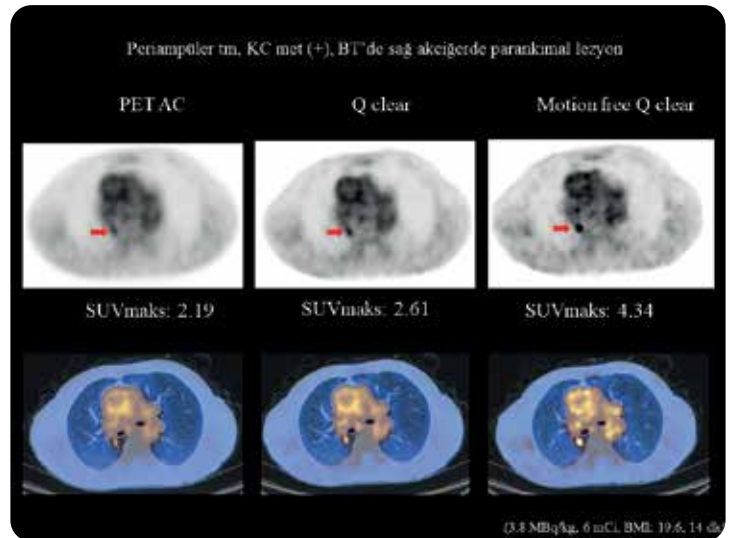 Periampüler tm, KC met (+), BT'de sağ akciğerde parankimal lezyon
PET AC
Q clear
Motion free Q clear
SUVmaks: 2.19
SUVmaks: 2.61
SUVmaks: 4.34
(3.8 MBq/kg, 6 mCi, BMI: 19.6, 14 dk)